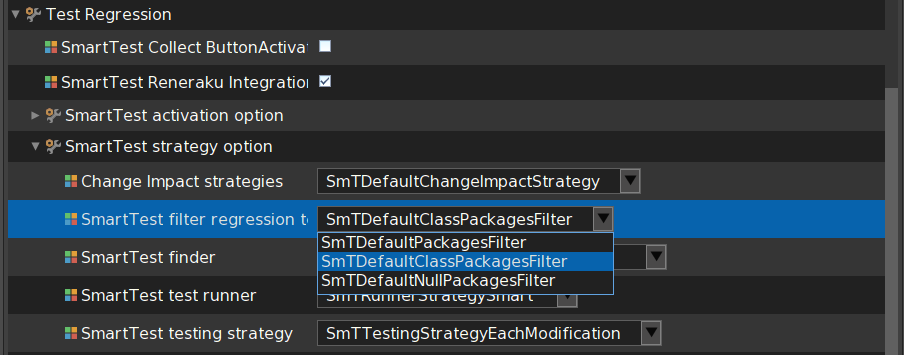 Test Regression
SmartTest Collect ButtonActivat
SmartTest Reneraku Integration
SmartTest activation option
SmartTest strategy option
Change Impact strategies SmTDefaultChangeImpactStrategy
SmartTest filter regression te SmTDefaultClassPackagesFilter
SmTDefaultPackagesFilter
SmartTest finder SmTDefaultClassPackagesFilter
SmTDefaultNullPackagesFilter
SmartTest test runner SmTRunnerStrategySmart
SmartTest testing strategy SmTTestingStrategyEachModification